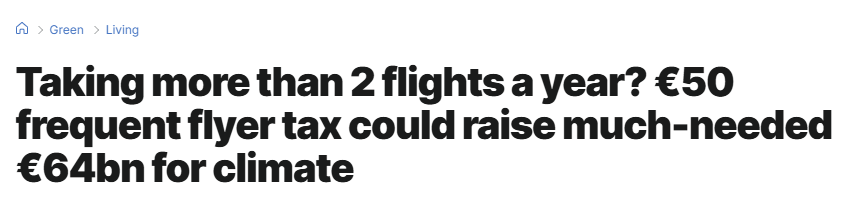 Green Living
Taking more than 2 flights a year? €50
frequent flyer tax could raise much-needed
€64bn for climate